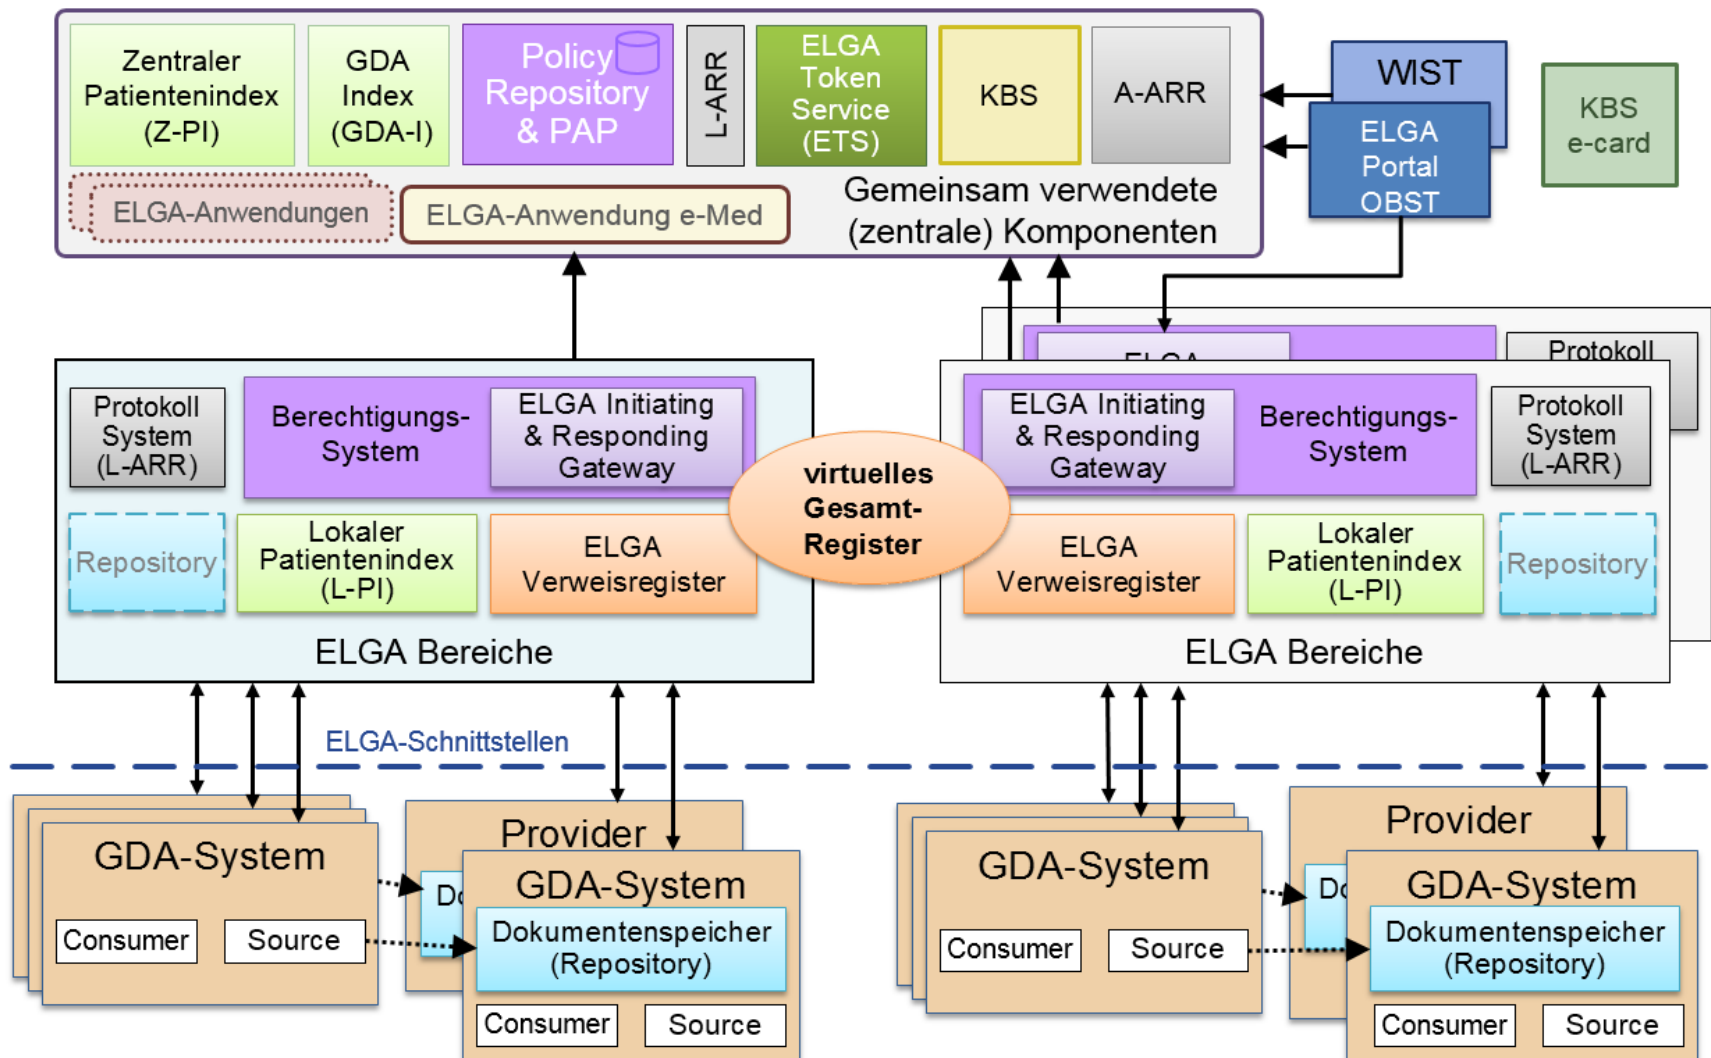 Zentraler
Patientenindex
(Z-PI)
GDA
Index
(GDA-I)
Policy
Repository
& PAP
L-ARR
ELGA
Token
Service
(ETS)
KBS
A-ARR
WIST
ELGA
Portal
OBST
KBS
e-card
ELGA-Anwendungen
ELGA-Anwendung e-Med
Gemeinsam verwendete
(zentrale) Komponenten
Protokoll
System
(L-ARR)
Berechtigungs-
System
ELGA Initiating
& Responding
Gateway
Repository
Lokaler
Patientenindex
(L-PI)
ELGA
Verweisregister
ELGA Bereiche
virtuelles
Gesamt-
Register
ELGA
Protokoll
ELGA Initiating
& Responding
Gateway
Berechtigungs-
System
Protokoll
System
(L-ARR)
ELGA
Verweisregister
Lokaler
Patientenindex
(L-PI)
Repository
ELGA Bereiche
ELGA-Schnittstellen
GDA-System
Consumer
Source
Provider
Do
GDA-System
Dokumentenspeicher
(Repository)
Consumer
Source
GDA-System
Consumer
Source
Provider
Do
GDA-System
Dokumentenspeicher
(Repository)
Consumer
Source